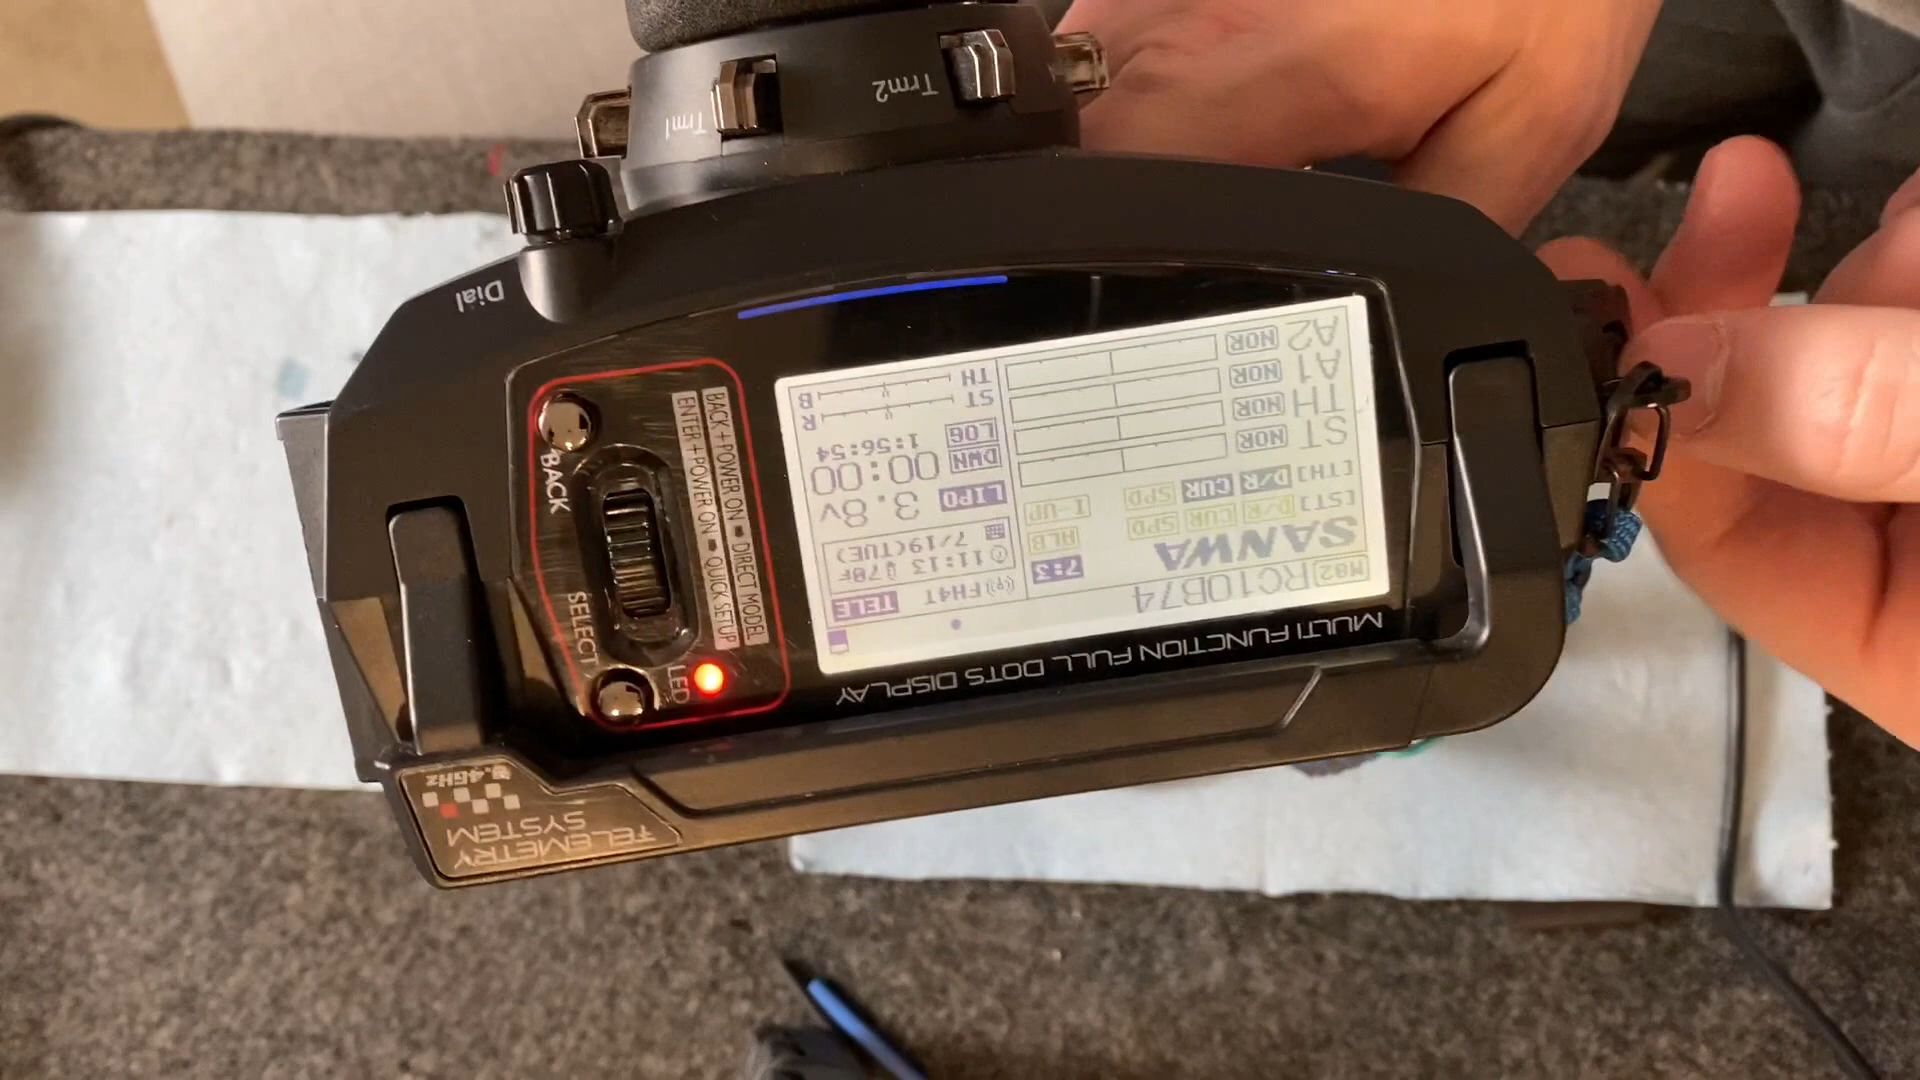 TELEMETRY
SYSTEM
2.4GHz
MULTI FUNCTION FULL DOTS DISPLAY
M02 RC10B74
FH4T TELE
SANWA
7:3
11:13 78F
7/19(TUE)
[ST] D/R CUR SPD ALB
[TH] D/R CUR SPD I-UP
LIPO 3.8v
ST NOR
TH NOR
A1 NOR
A2 NOR
DWN 00:00
LOG 1:56:54
ST R
TH B
LED
SELECT
BACK
ENTER+POWER ON QUICK SETUP
BACK+POWER ON DIRECT MODEL
Dial
Trm2
Trm1